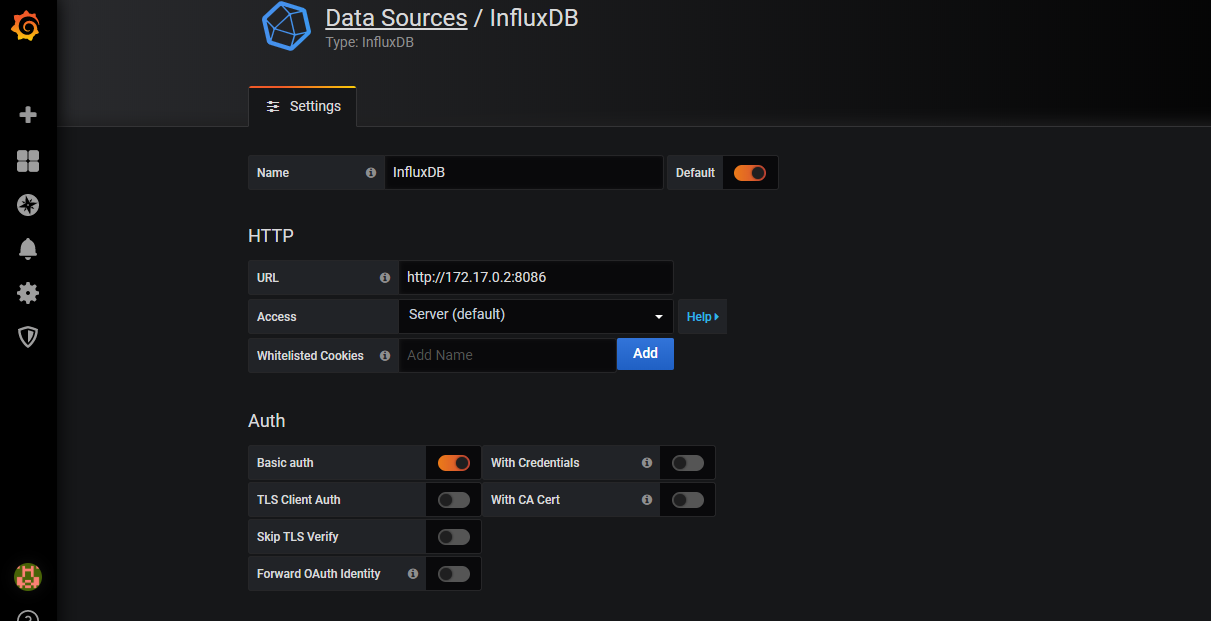 Data Sources / InfluxDB
Type: InfluxDB
Settings
Name InfluxDB Default
HTTP
URL http://172.17.0.2:8086
Access Server (default) Help
Whitelisted Cookies Add Name Add
Auth
Basic auth With Credentials
TLS Client Auth With CA Cert
Skip TLS Verify
Forward OAuth Identity